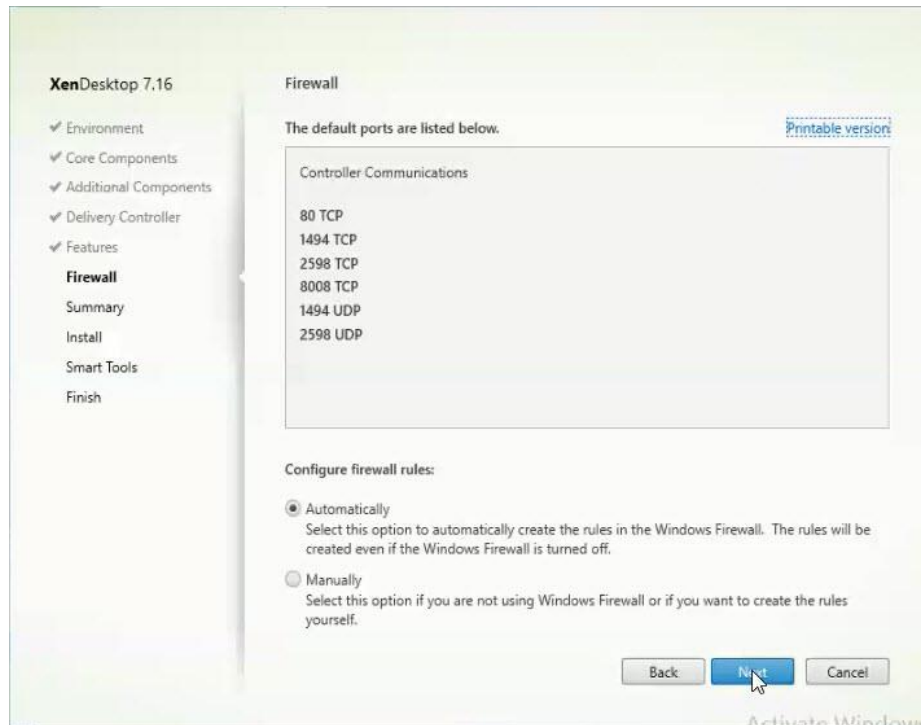 XenDesktop 7.16
Environment
Core Components
Additional Components
Delivery Controller
Features
Firewall
Summary
Install
Smart Tools
Finish
Firewall
The default ports are listed below.
Printable version
Controller Communications
80 TCP
1494 TCP
2598 TCP
8008 TCP
1494 UDP
2598 UDP
Configure firewall rules:
Automatically
Select this option to automatically create the rules in the Windows Firewall. The rules will be
created even if the Windows Firewall is turned off.
Manually
Select this option if you are not using Windows Firewall or if you want to create the rules
yourself.
Back
Next
Cancel
Activate Windows